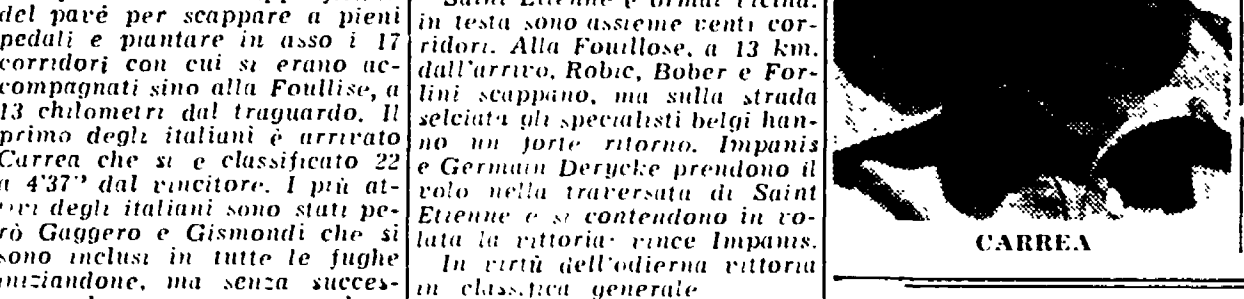 del pavé per scappare a pieni
pedali e piantare in asso i 17
corridori con cui si erano ac-
compagnati sino alla Foullise, a
13 chilometri dal traguardo. Il
primo degli italiani è arrivato
Carrea che si e classificato 22
a 4'37" dal vincitore. I più at-
tivi degli italiani sono stati pe-
rò Gaggero e Gismondi che si
sono inclusi in tutte le fughe
iniziandone, ma senza succes-
Saint Etienne è ormai vicina.
in testa sono assieme venti cor-
ridori. Alla Fouillose, a 13 km.
dall'arrivo, Robic, Bober e For-
lini scappano, ma sulla strada
selciata gli specialisti belgi han-
no un forte ritorno. Impanis
e Germain Derycke prendono il
volo nella traversata di Saint
Etienne e si contendono in vo-
lata la vittoria: vince Impanis.
In virtù dell'odierna vittoria
in classifica generale
CARREA